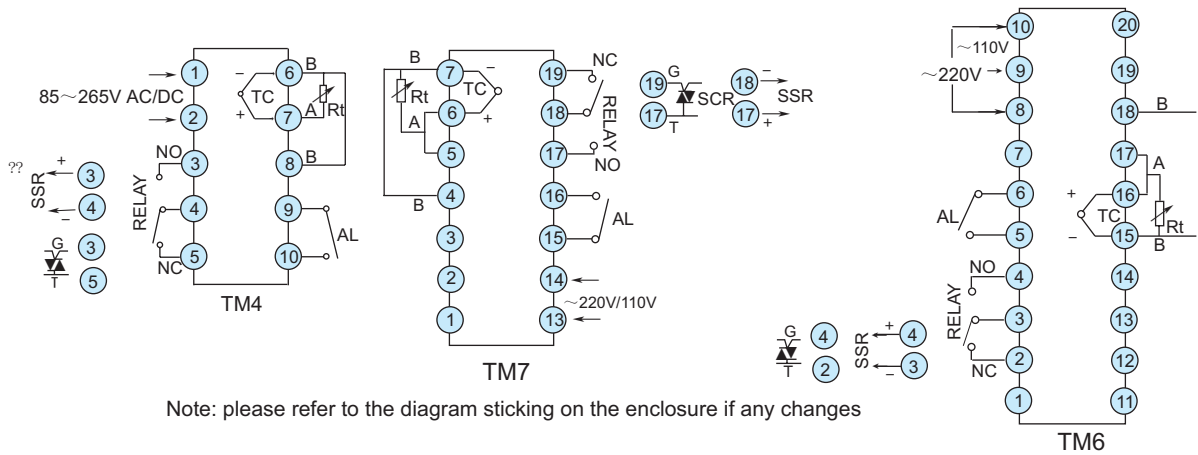 1
2
3
4
5
6
7
8
9
10
85～265V AC/DC
−
TC
+
B
A
Rt
B
NO
RELAY
NC
AL
??
SSR
+
3
4
−
G
3
T
5
TM4
7
6
5
4
3
2
1
19
18
17
16
15
14
13
B
Rt
A
B
−
TC
+
NC
RELAY
NO
AL
～220V/110V
19
G
SCR
17
T
18
−
SSR
17
+
TM7
10
9
8
7
6
5
4
3
2
1
20
19
18
17
16
15
14
13
12
11
～110V
～220V
B
A
+
TC
−
Rt
B
AL
NO
RELAY
NC
G
4
T
2
SSR
+
4
−
3
TM6
Note: please refer to the diagram sticking on the enclosure if any changes